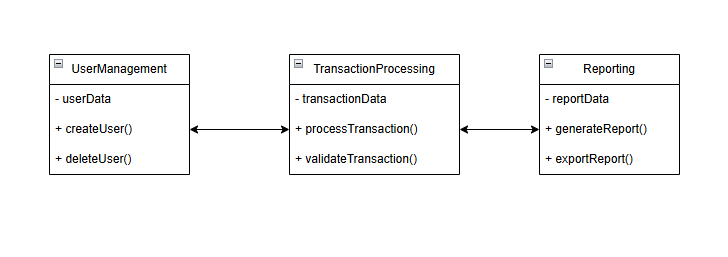 UserManagement
- userData
+ createUser()
+ deleteUser()
TransactionProcessing
- transactionData
+ processTransaction()
+ validateTransaction()
Reporting
- reportData
+ generateReport()
+ exportReport()